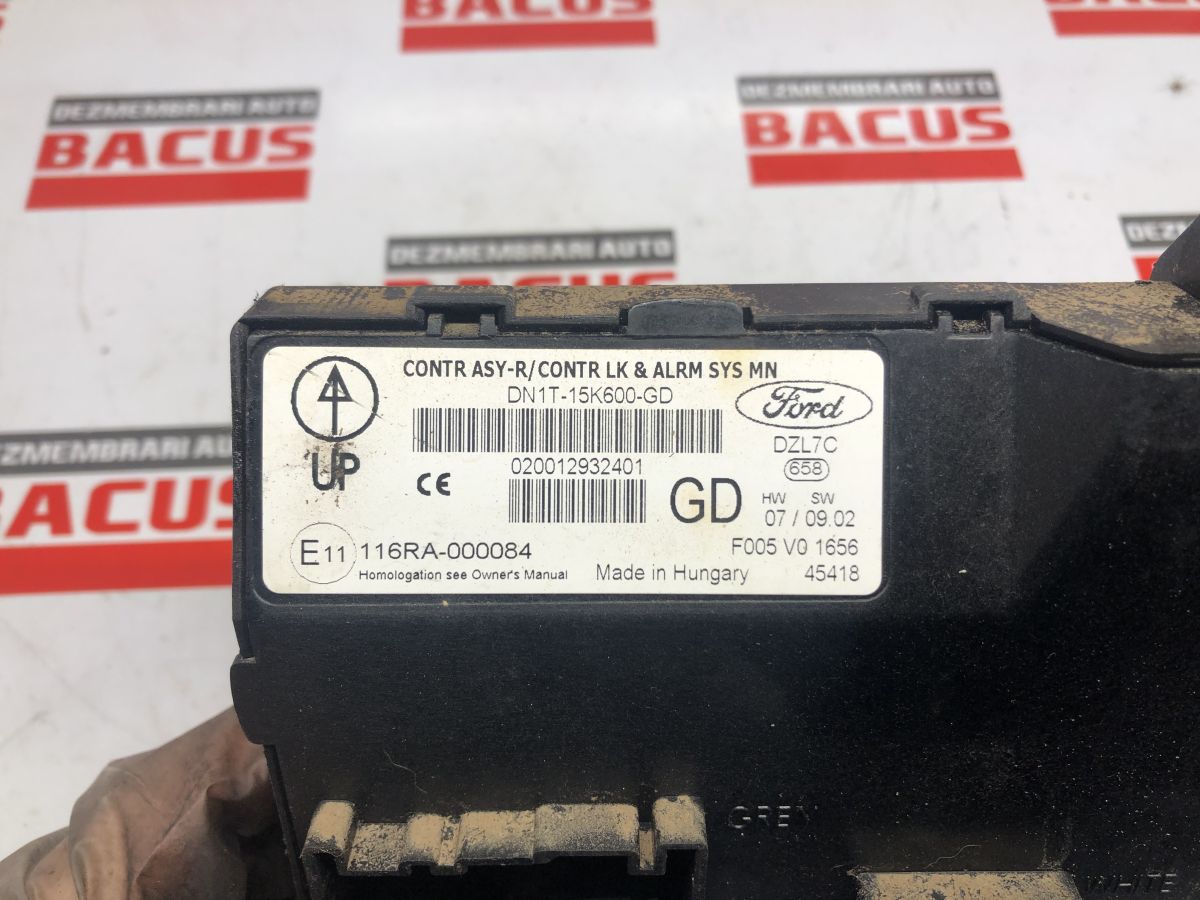 BACUS
DEZMEMBRARI AUTO
BACUS
DEZMEMBRARI AUTO
BACUS
DEZMEMBRARI AUTO
DEZMEMBRARI AUTO
BACUS
CONTR ASY-R/CONTR LK & ALRM SYS MN
DN1T-15K600-GD
Ford
DZL7C
658
UP
CE
020012932401
GD
HW SW
07 / 09.02
E11 116RA-000084
F005 V0 1656
Homologation see Owner's Manual
Made in Hungary
45418
GREY
WHITE